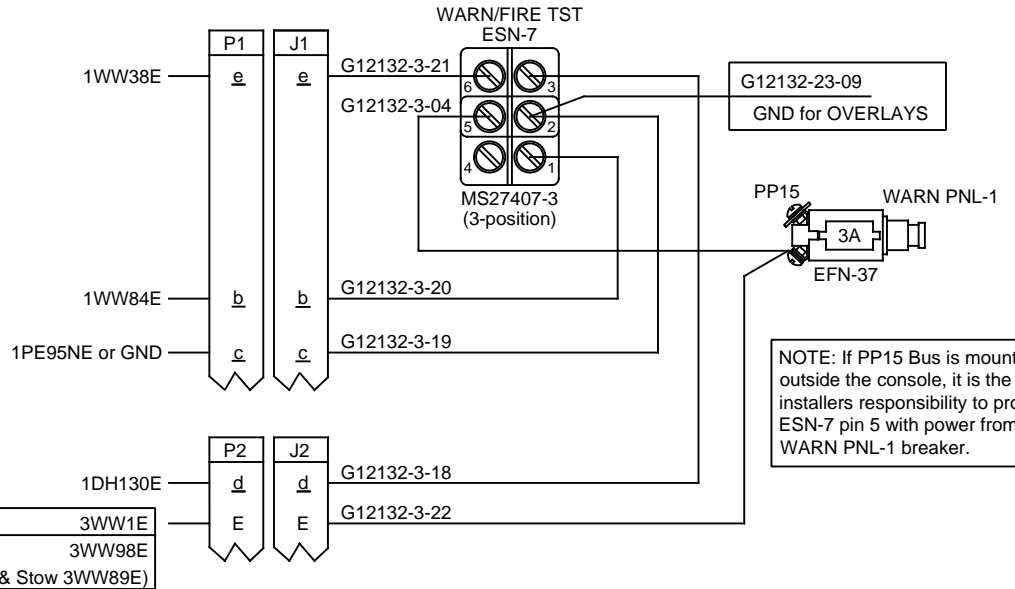 WARN/FIRE TST
ESN-7
P1
J1
1WW38E
e
e
G12132-3-21
G12132-3-04
6
3
5
2
4
1
MS27407-3
(3-position)
G12132-23-09
GND for OVERLAYS
PP15
WARN PNL-1
3A
EFN-37
1WW84E
b
b
G12132-3-20
1PE95NE or GND
c
c
G12132-3-19
NOTE: If PP15 Bus is mount
outside the console, it is the
installers responsibility to pro
ESN-7 pin 5 with power from
WARN PNL-1 breaker.
P2
J2
1DH130E
d
d
G12132-3-18
3WW1E
E
E
G12132-3-22
3WW98E
& Stow 3WW89E)